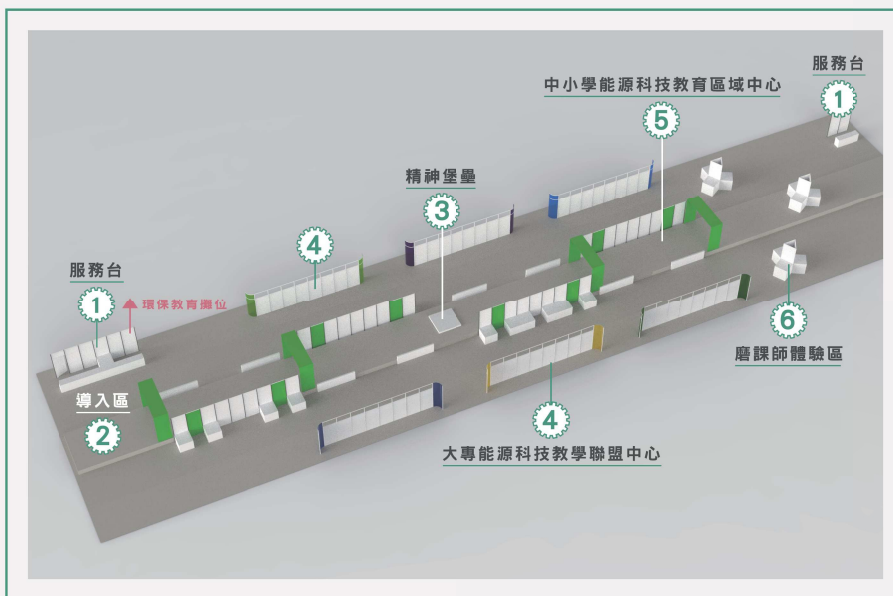 服務台
1
中小學能源科技教育區域中心
5
精神堡壘
3
4
服務台
1
環保教育攤位
導入區
2
6
磨課師體驗區
4
大專能源科技教學聯盟中心